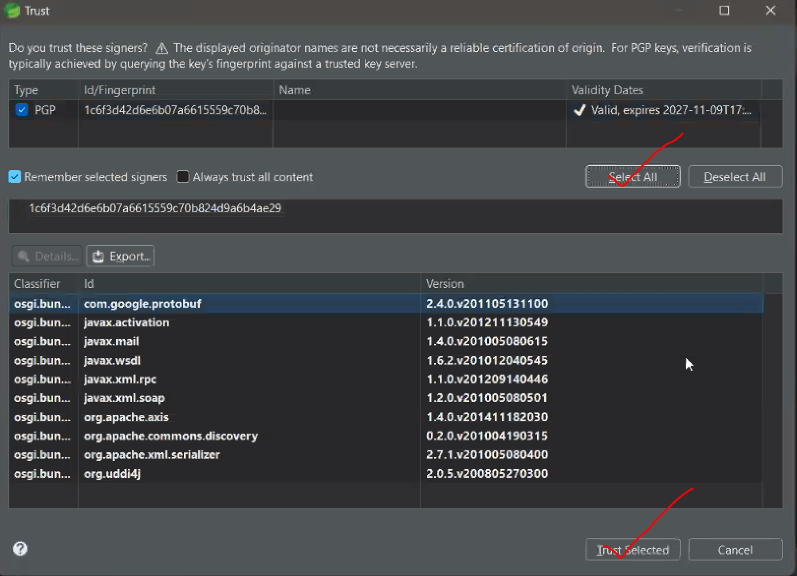 Trust
Do you trust these signers? ⚠ The displayed originator names are not necessarily a reliable certification of origin. For PGP keys, verification is
typically achieved by querying the key's fingerprint against a trusted key server.
Type Id/Fingerprint Name Validity Dates
PGP 1c6f3d42d6e6b07a6615559c70b8... Valid, expires 2027-11-09T17:...
Remember selected signers Always trust all content Select All Deselect All
1c6f3d42d6e6b07a6615559c70b824d9a6b4ae29
Details... Export...
Classifier Id Version
osgi.bun... com.google.protobuf 2.4.0.v201105131100
osgi.bun... javax.activation 1.1.0.v201211130549
osgi.bun... javax.mail 1.4.0.v201005080615
osgi.bun... javax.wsdl 1.6.2.v201012040545
osgi.bun... javax.xml.rpc 1.1.0.v201209140446
osgi.bun... javax.xml.soap 1.2.0.v201005080501
osgi.bun... org.apache.axis 1.4.0.v201411182030
osgi.bun... org.apache.commons.discovery 0.2.0.v201004190315
osgi.bun... org.apache.xml.serializer 2.7.1.v201005080400
osgi.bun... org.uddi4j 2.0.5.v200805270300
? Trust Selected Cancel